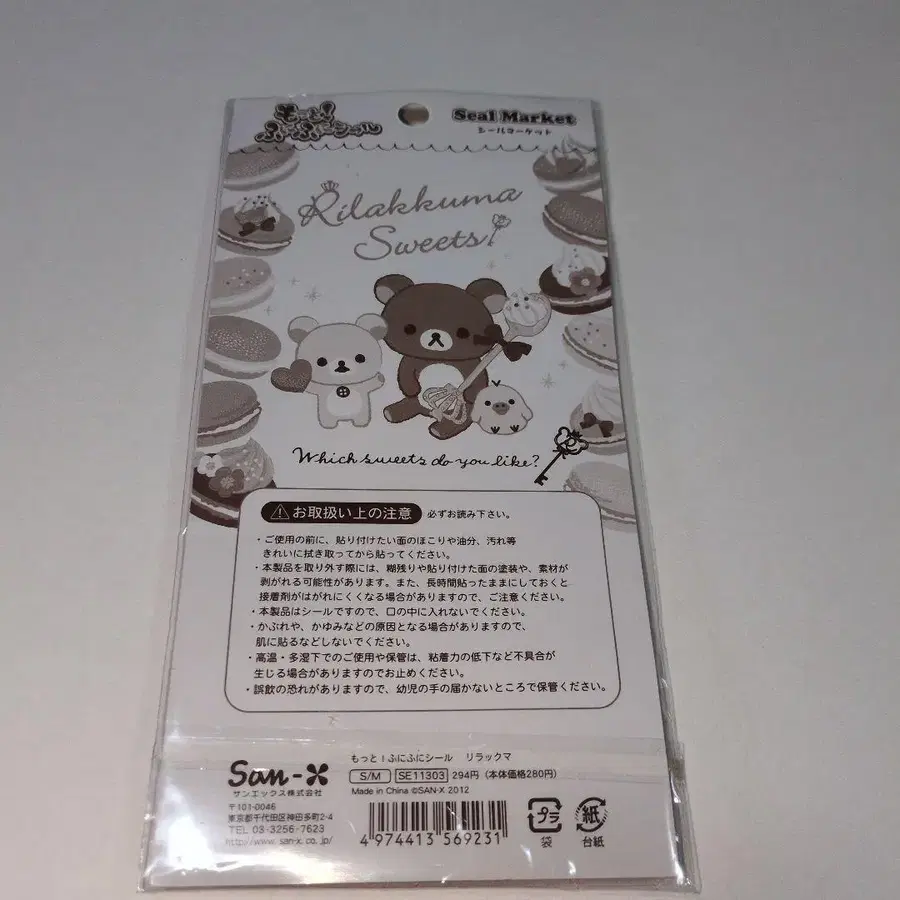 もっと!
ふにふにシール
Seal Market
シールマーケット
Rilakkuma
Sweets
Which sweets do you like?
お取扱い上の注意 必ずお読み下さい。
・ご使用の前に、貼り付けたい面のほこりや油分、汚れ等
きれいに拭き取ってから貼ってください。
・本製品を取り外す際には、糊残りや貼り付けた面の塗装や、素材が
剥がれる可能性があります。また、長時間貼ったままにしておくと
接着剤がはがれにくくなる場合がありますので、ご注意ください。
・本製品はシールですので、口の中に入れないでください。
・かぶれや、かゆみなどの原因となる場合がありますので、
肌に貼るなどしないでください。
・高温・多湿下でのご使用や保管は、粘着力の低下など不具合が
生じる場合がありますのでお止めください。
・誤飲の恐れがありますので、幼児の手の届かないところで保管ください。
San-X
サンエックス株式会社
〒101-0046
東京都千代田区神田多町2-4
TEL 03-3256-7623
http://www.san-x.co.jp/
もっと!ふにふにシール リラックマ
S/M SE11303 294円(本体価格280円)
Made in China ©SAN-X 2012
4 974413 569231
プラ
袋
紙
台紙